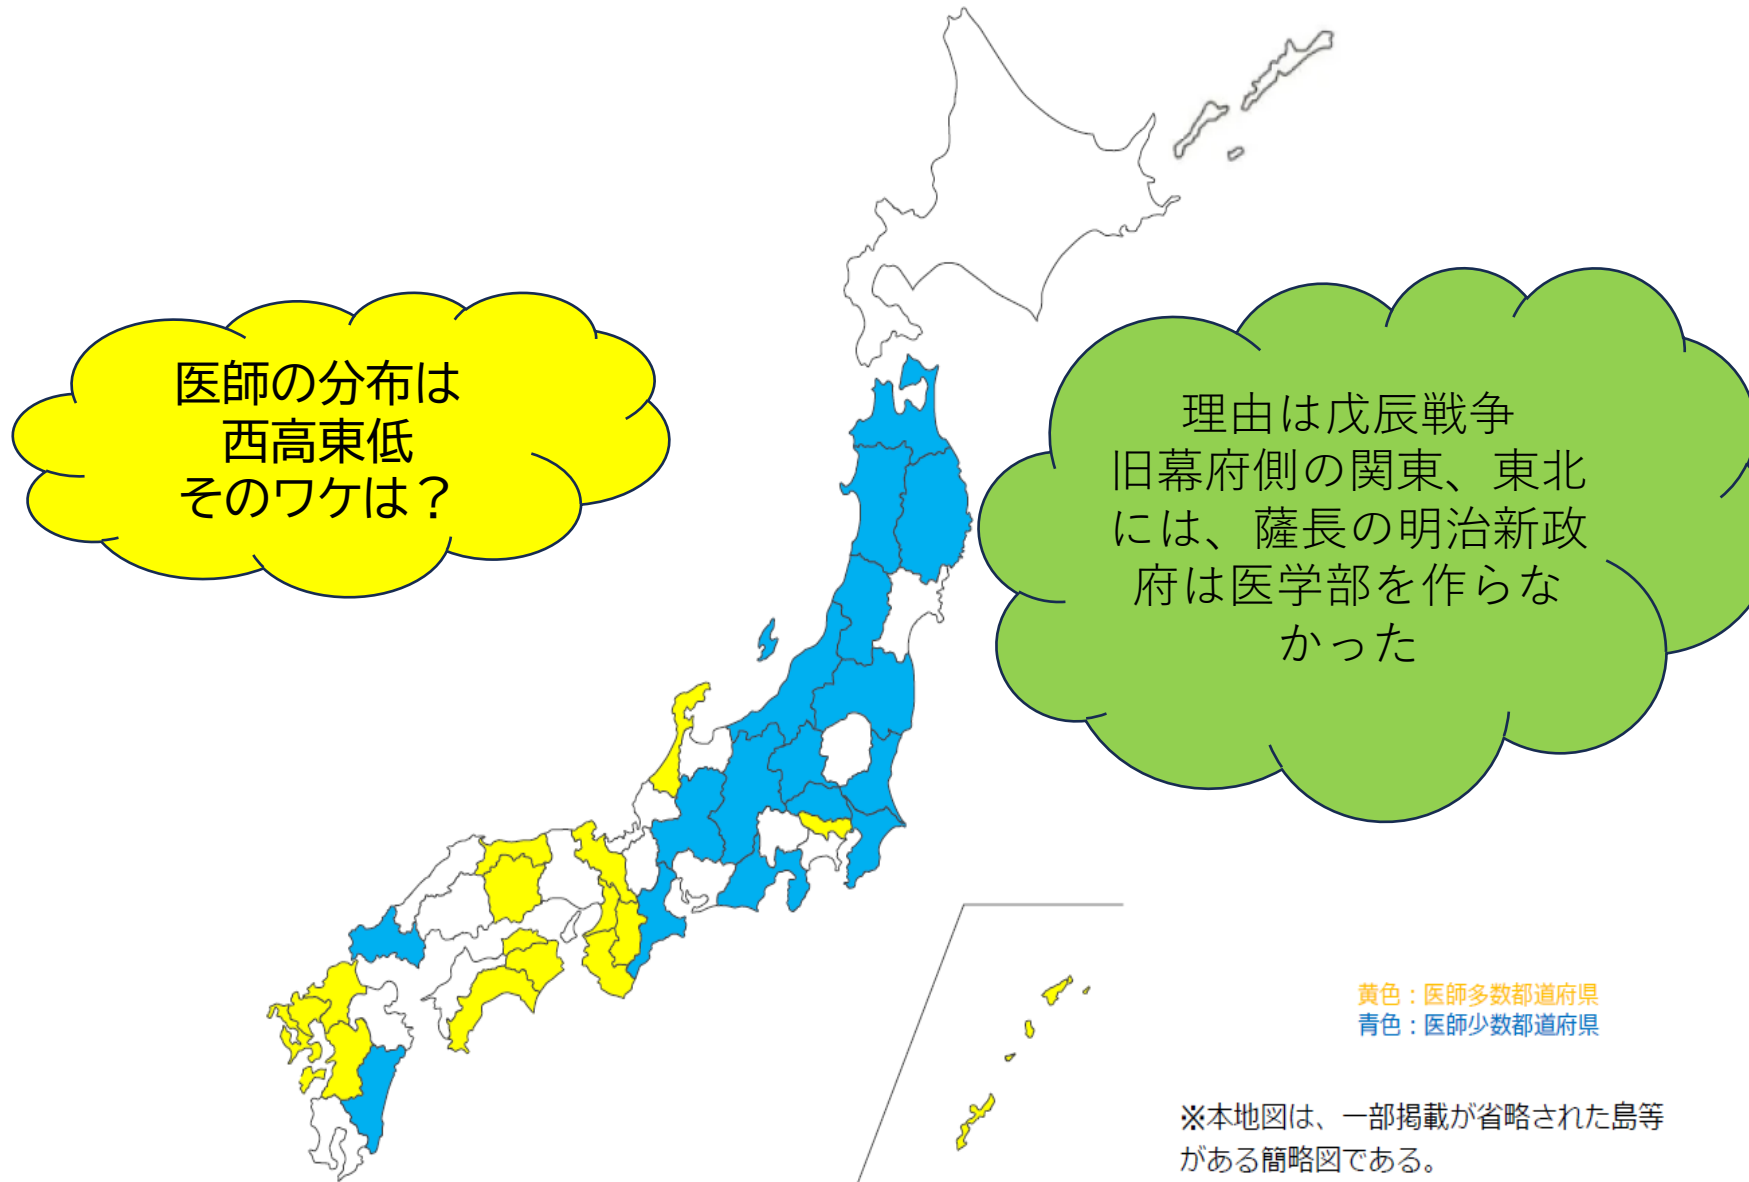 医師の分布は
西高東低
そのワケは？
理由は戊辰戦争
旧幕府側の関東、東北
には、薩長の明治新政
府は医学部を作らな
かった
黄色：医師多数都道府県
青色：医師少数都道府県
※本地図は、一部掲載が省略された島等
がある簡略図である。